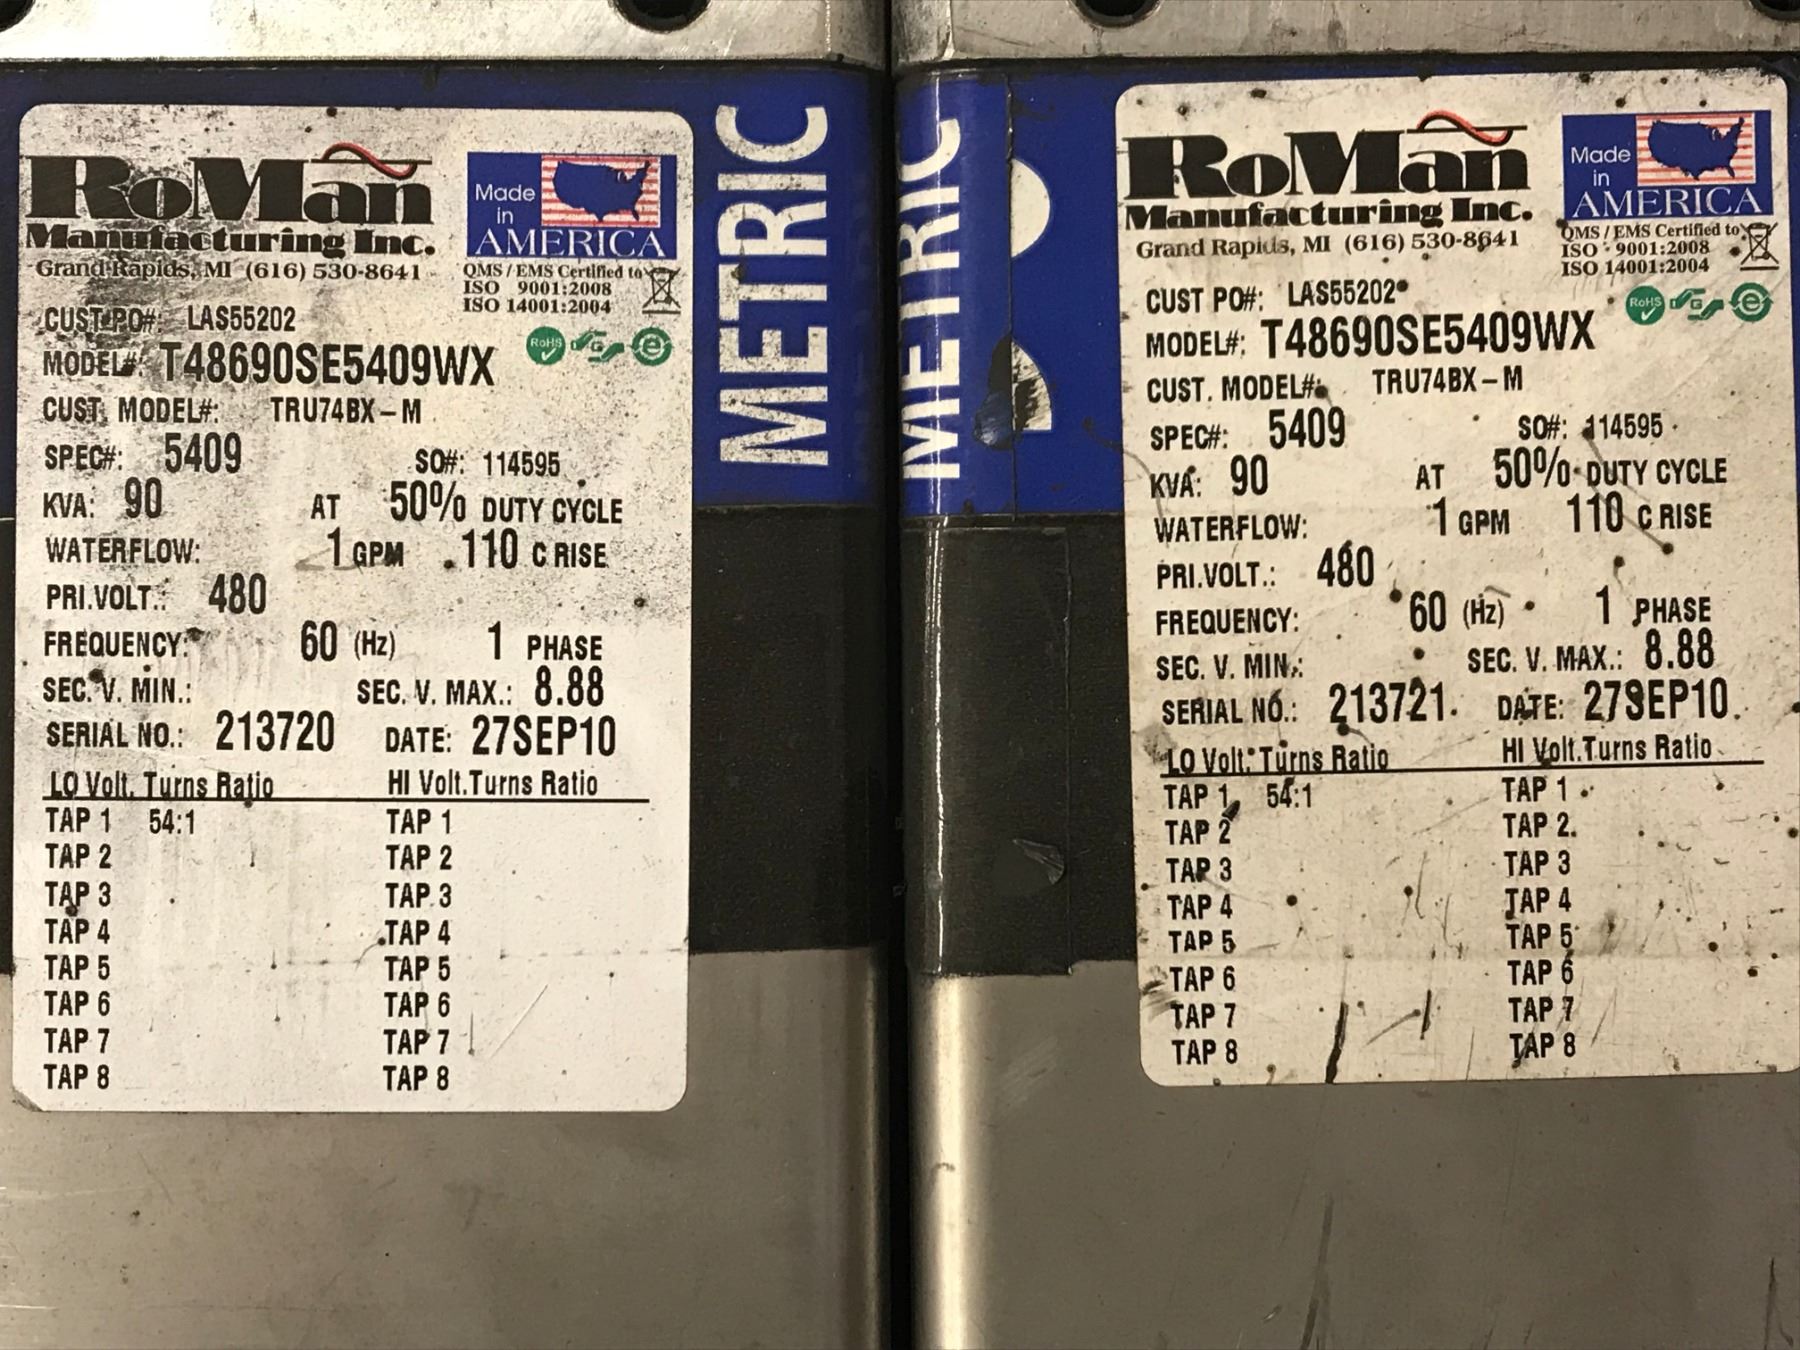 RoMan
Manufacturing Inc.
Grand Rapids, MI (616) 530-8641
Made
in
AMERICA
QMS / EMS Certified to
ISO 9001:2008
ISO 14001:2004
RoHS
CUST PO#: LAS55202
MODEL#: T48690SE5409WX
CUST. MODEL#: TRU74BX-M
SPEC#: 5409 SO#: 114595
KVA: 90 AT 50% DUTY CYCLE
WATERFLOW: 1 GPM 110 C RISE
PRI.VOLT.: 480
FREQUENCY: 60 (Hz) 1 PHASE
SEC. V. MIN.: SEC. V. MAX.: 8.88
SERIAL NO.: 213720 DATE: 27SEP10
LO Volt. Turns Ratio HI Volt.Turns Ratio
TAP 1 54:1 TAP 1
TAP 2 TAP 2
TAP 3 TAP 3
TAP 4 TAP 4
TAP 5 TAP 5
TAP 6 TAP 6
TAP 7 TAP 7
TAP 8 TAP 8
METRIC
METRIC
RoMan
Manufacturing Inc.
Grand Rapids, MI (616) 530-8641
Made
in
AMERICA
QMS / EMS Certified to
ISO 9001:2008
ISO 14001:2004
RoHS
CUST PO#: LAS55202
MODEL#: T48690SE5409WX
CUST. MODEL#: TRU74BX-M
SPEC#: 5409 SO#: 114595
KVA: 90 AT 50% DUTY CYCLE
WATERFLOW: 1 GPM 110 C RISE
PRI.VOLT.: 480
FREQUENCY: 60 (Hz) 1 PHASE
SEC. V. MIN.: SEC. V. MAX.: 8.88
SERIAL NO.: 213721 DATE: 27SEP10
LO Volt. Turns Ratio HI Volt.Turns Ratio
TAP 1 54:1 TAP 1
TAP 2 TAP 2
TAP 3 TAP 3
TAP 4 TAP 4
TAP 5 TAP 5
TAP 6 TAP 6
TAP 7 TAP 7
TAP 8 TAP 8